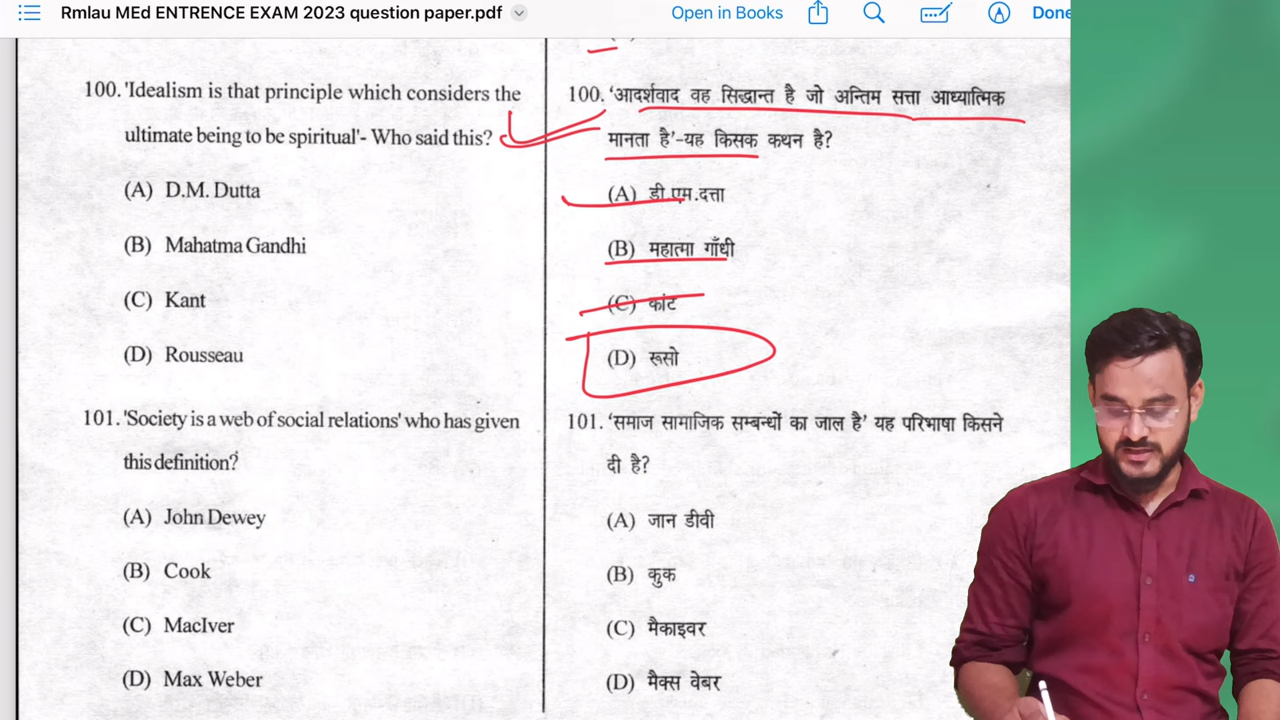 Rmlau MEd ENTRENCE EXAM 2023 question paper.pdf
Open in Books
Done
100. 'Idealism is that principle which considers the
ultimate being to be spiritual'- Who said this?
(A) D.M. Dutta
(B) Mahatma Gandhi
(C) Kant
(D) Rousseau
101. 'Society is a web of social relations' who has given
this definition?
(A) John Dewey
(B) Cook
(C) MacIver
(D) Max Weber
100. 'आदर्शवाद वह सिद्धान्त है जो अन्तिम सत्ता आध्यात्मिक
मानता है'-यह किसक कथन है?
(A) डी.एम.दत्ता
(B) महात्मा गाँधी
(C) कांट
(D) रूसो
101. 'समाज सामाजिक सम्बन्धों का जाल है' यह परिभाषा किसने
दी है?
(A) जान डीवी
(B) कुक
(C) मैकाइवर
(D) मैक्स वेबर